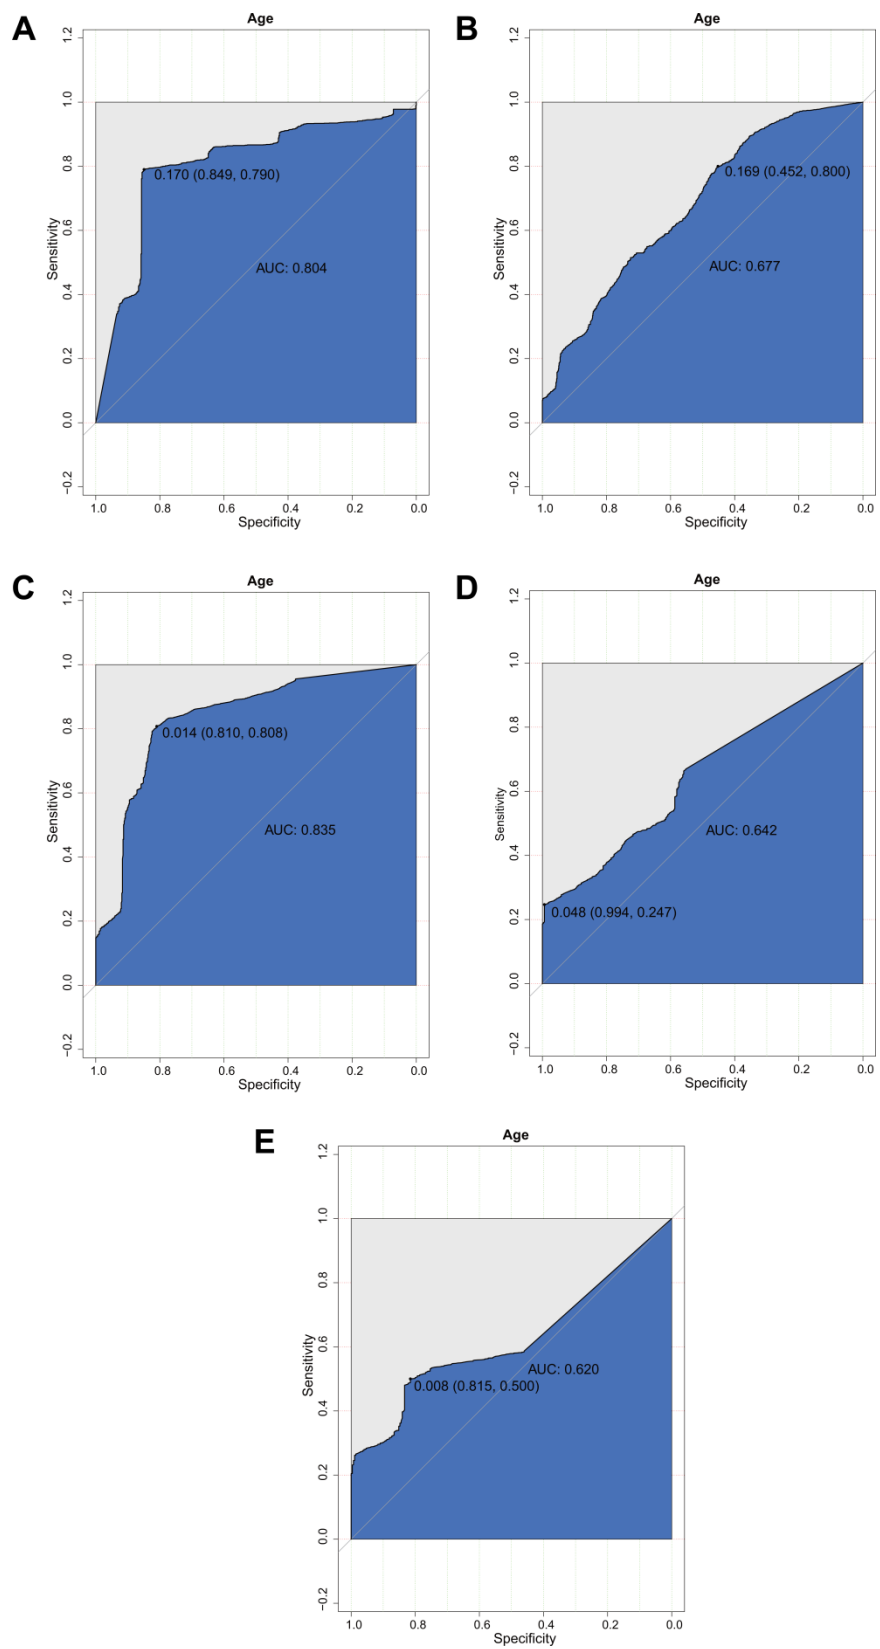 A
Age
1.2
1.0
0.8
0.6
0.4
0.2
0.0
−0.2
Sensitivity
0.170 (0.849, 0.790)
AUC: 0.804
1.0 0.8 0.6 0.4 0.2 0.0
Specificity
B
Age
1.2
1.0
0.8
0.6
0.4
0.2
0.0
−0.2
Sensitivity
0.169 (0.452, 0.800)
AUC: 0.677
1.0 0.8 0.6 0.4 0.2 0.0
Specificity
C
Age
1.2
1.0
0.8
0.6
0.4
0.2
0.0
−0.2
Sensitivity
0.014 (0.810, 0.808)
AUC: 0.835
1.0 0.8 0.6 0.4 0.2 0.0
Specificity
D
Age
1.2
1.0
0.8
0.6
0.4
0.2
0.0
−0.2
Sensitivity
AUC: 0.642
0.048 (0.994, 0.247)
1.0 0.8 0.6 0.4 0.2 0.0
Specificity
E
Age
1.2
1.0
0.8
0.6
0.4
0.2
0.0
−0.2
Sensitivity
AUC: 0.620
0.008 (0.815, 0.500)
1.0 0.8 0.6 0.4 0.2 0.0
Specificity